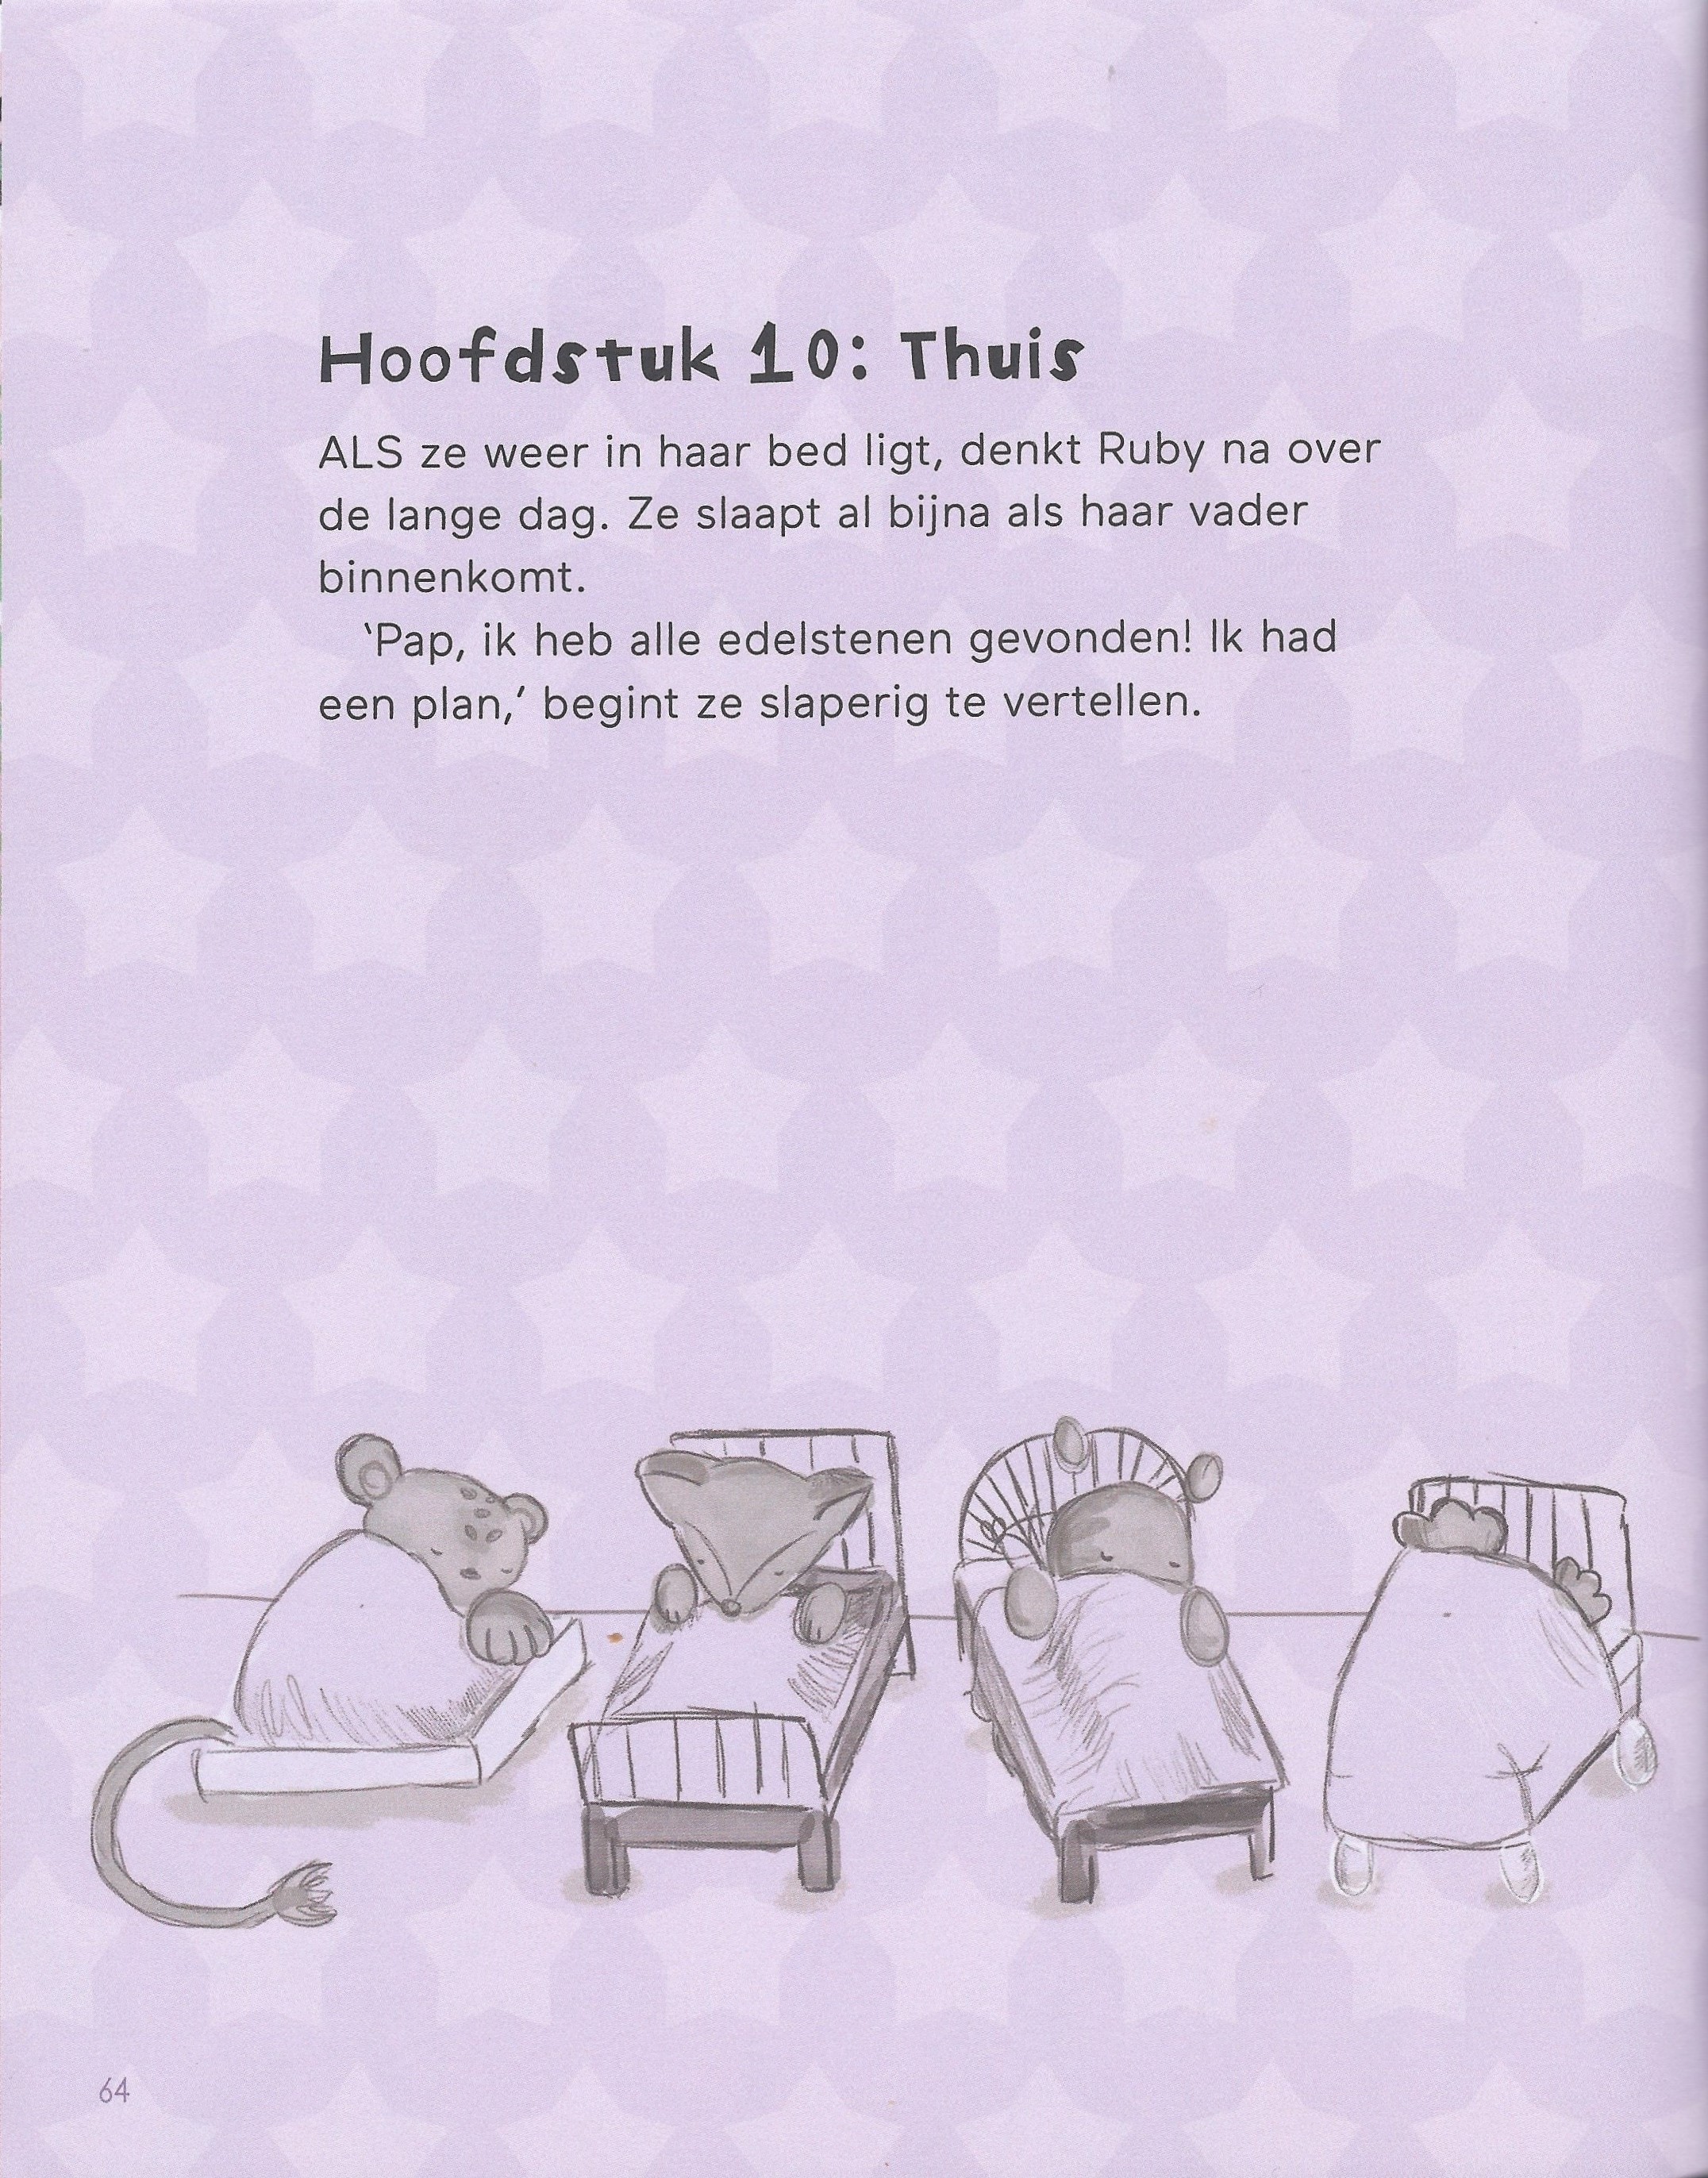 Hoofdstuk 10: Thuis
ALS ze weer in haar bed ligt, denkt Ruby na over
de lange dag. Ze slaapt al bijna als haar vader
binnenkomt.
‘Pap, ik heb alle edelstenen gevonden! Ik had
een plan,’ begint ze slaperig te vertellen.
64